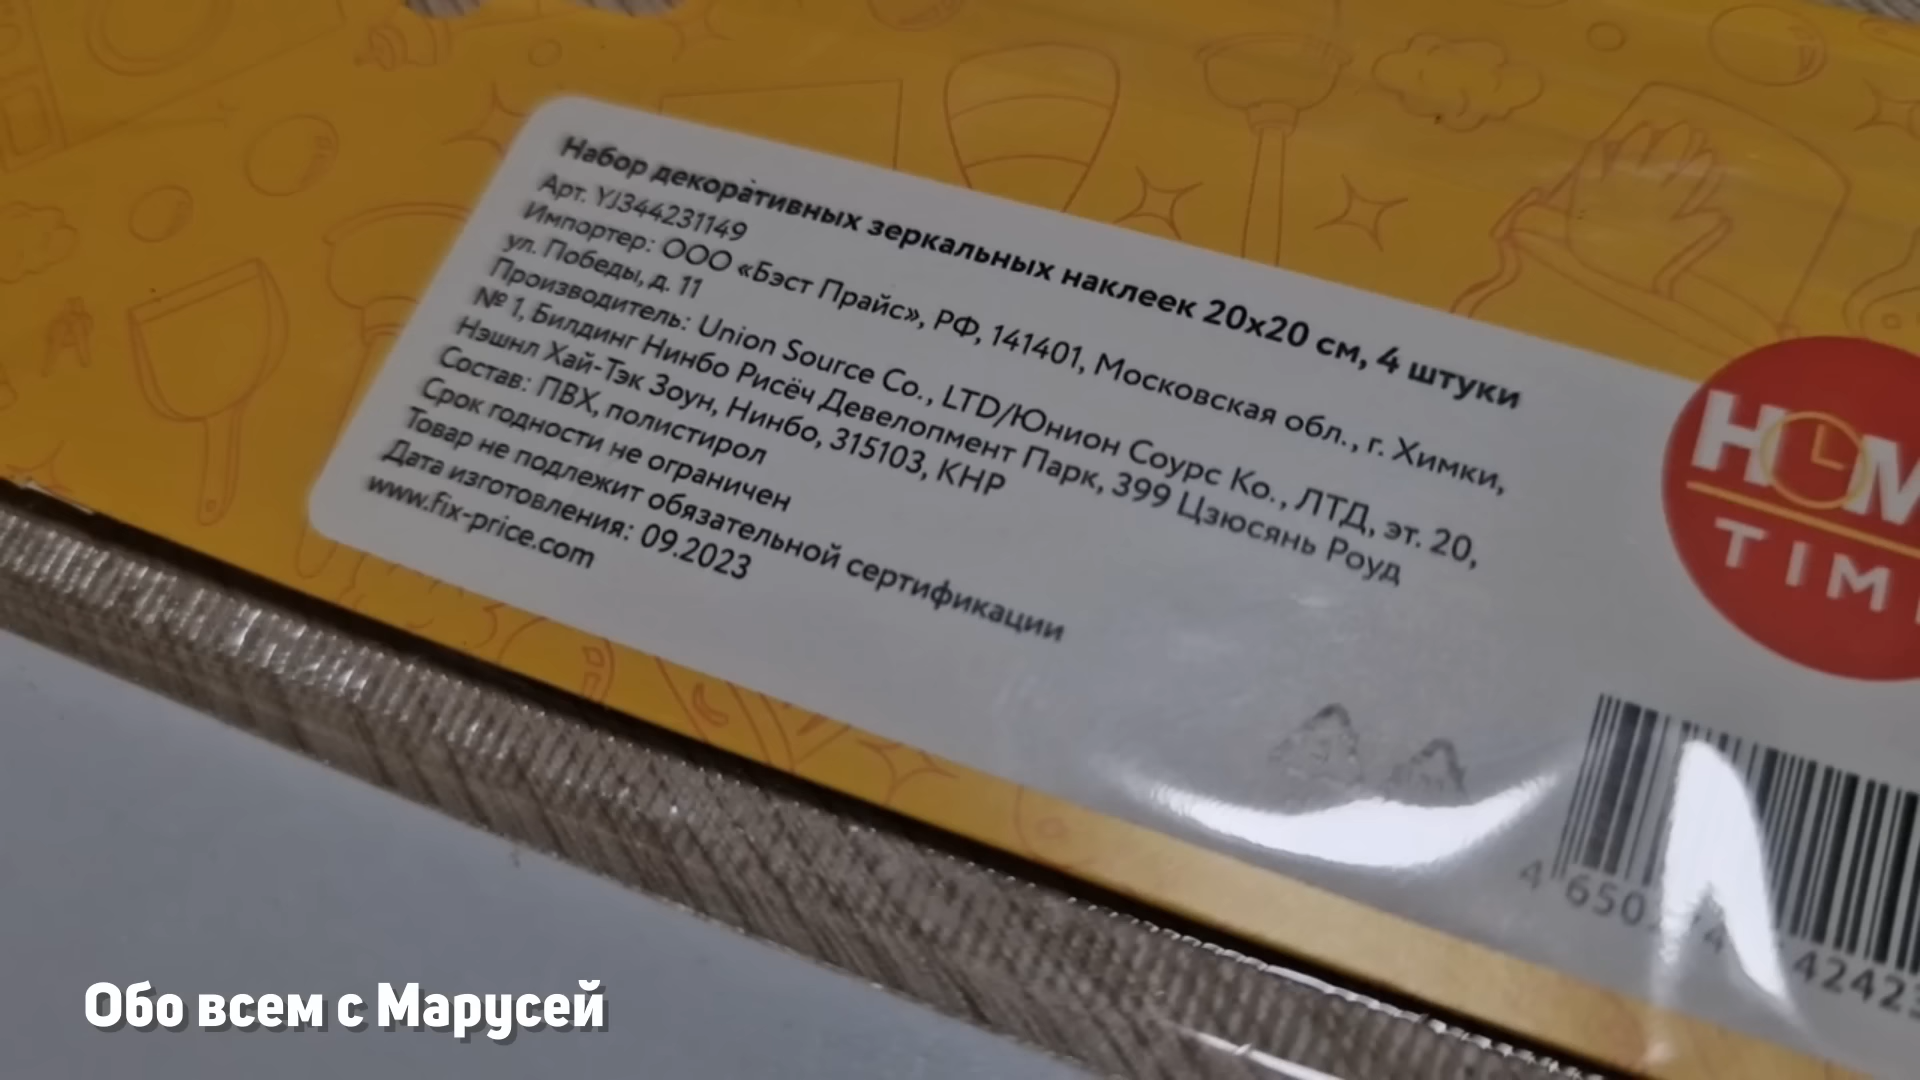 Набор декоративных зеркальных наклеек 20х20 см, 4 штуки
Арт. YJ344231149
Импортер: ООО «Бэст Прайс», РФ, 141401, Московская обл., г. Химки,
ул. Победы, д. 11
Производитель: Union Source Co., LTD/Юнион Соурс Ко., ЛТД, эт. 20,
№ 1, Билдинг Нинбо Рисёч Девелопмент Парк, 399 Цзюсянь Роуд
Нэшнл Хай-Тэк Зоун, Нинбо, 315103, КНР
Состав: ПВХ, полистирол
Срок годности не ограничен
Товар не подлежит обязательной сертификации
Дата изготовления: 09.2023
www.fix-price.com
Обо всем с Марусей